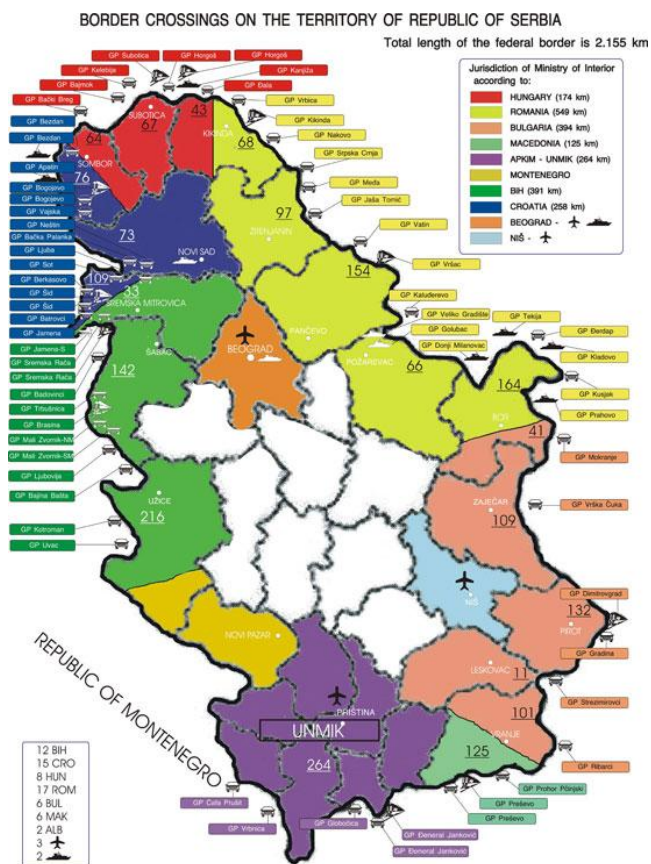 BORDER CROSSINGS ON THE TERRITORY OF REPUBLIC OF SERBIA
Total length of the federal border is 2.155 km
Jurisdiction of Ministry of Interior
according to:
HUNGARY (174 km)
ROMANIA (549 km)
BULGARIA (394 km)
MACEDONIA (125 km)
APKIM - UNMIK (264 km)
MONTENEGRO
BIH (391 km)
CROATIA (258 km)
BEOGRAD -
NIŠ -
GP Subotica
GP Horgoš
GP Horgoš
GP Kelebija
GP Kanjiža
GP Bajmok
GP Đala
GP Bački Breg
GP Vrbica
GP Kikinda
GP Nakovo
GP Srpska Crnja
GP Međa
GP Jaša Tomić
GP Vatin
GP Vršac
GP Kaluđerevo
GP Veliko Gradište
GP Golubac
GP Donji Milanovac
GP Tekija
GP Đerdap
GP Kladovo
GP Kusjak
GP Prahovo
GP Mokranje
GP Vrška Čuka
GP Dimitrovgrad
GP Gradina
GP Strezimirovci
GP Ribarci
GP Prohor Pčinjski
GP Preševo
GP Preševo
GP Đeneral Janković
GP Đeneral Janković
GP Globočica
GP Vrbnica
GP Ćafa Prušit
GP Bezdan
GP Bezdan
GP Apatin
GP Bogojevo
GP Bogojevo
GP Vajska
GP Neštin
GP Bačka Palanka
GP Ljuba
GP Sot
GP Berkasovo
GP Šid
GP Šid
GP Batrovci
GP Jamena
GP Jamena-S
GP Sremska Rača
GP Sremska Rača
GP Badovinci
GP Trbušnica
GP Brasina
GP Mali Zvornik-NM
GP Mali Zvornik-SM
GP Ljubovija
GP Bajina Bašta
GP Kotroman
GP Uvac
SUBOTICA
67
43
KIKINDA
68
64
SOMBOR
76
73
NOVI SAD
97
ZRENJANIN
154
109
33
SREMSKA MITROVICA
PANČEVO
ŠABAC
BEOGRAD
POŽAREVAC
66
164
BOR
41
142
UŽICE
216
ZAJEČAR
109
NIŠ
132
PIROT
NOVI PAZAR
LESKOVAC
11
101
VRANJE
125
PRIŠTINA
UNMIK
264
REPUBLIC OF MONTENEGRO
12 BIH
15 CRO
8 HUN
17 ROM
6 BUL
6 MAK
2 ALB
3
2